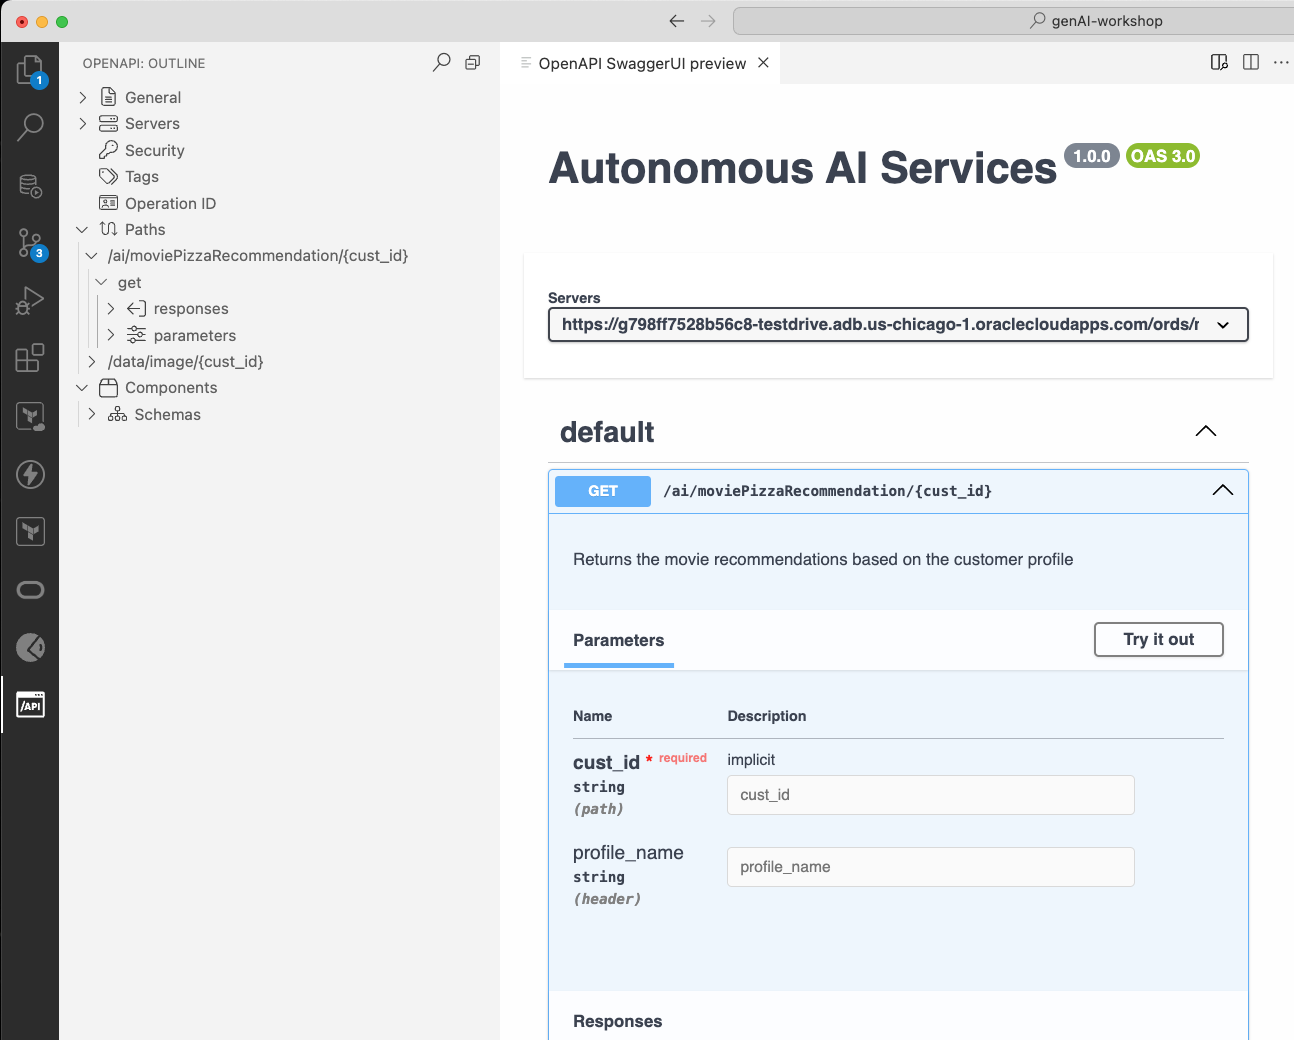 genAI-workshop
1
3
/API
OPENAPI: OUTLINE
General
Servers
Security
Tags
Operation ID
Paths
/ai/moviePizzaRecommendation/{cust_id}
get
responses
parameters
/data/image/{cust_id}
Components
Schemas
OpenAPI SwaggerUI preview
Autonomous AI Services 1.0.0 OAS 3.0
Servers
https://g798ff7528b56c8-testdrive.adb.us-chicago-1.oraclecloudapps.com/ords/r
default
GET /ai/moviePizzaRecommendation/{cust_id}
Returns the movie recommendations based on the customer profile
Parameters
Try it out
Name Description
cust_id * required
implicit
string
(path)
cust_id
profile_name
string
(header)
profile_name
Responses